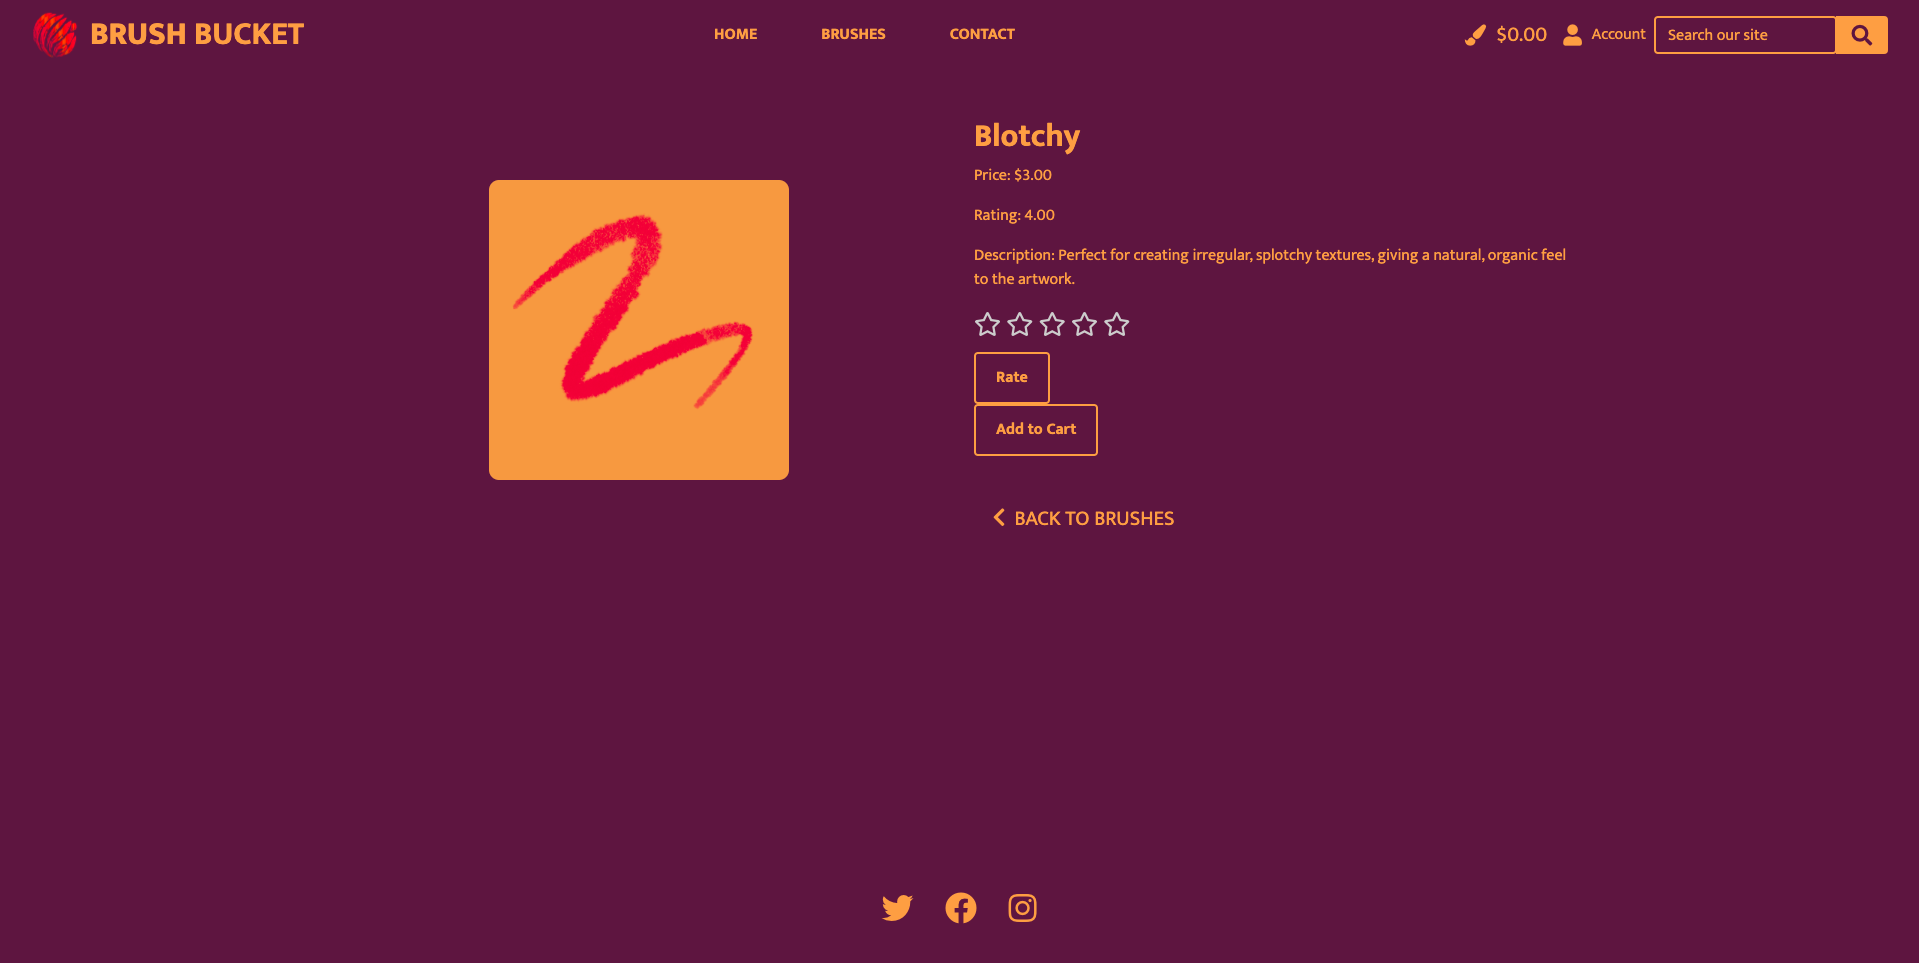 BRUSH BUCKET
HOME
BRUSHES
CONTACT
$0.00
Account
Search our site
Blotchy
Price: $3.00
Rating: 4.00
Description: Perfect for creating irregular, splotchy textures, giving a natural, organic feel
to the artwork.
Rate
Add to Cart
BACK TO BRUSHES